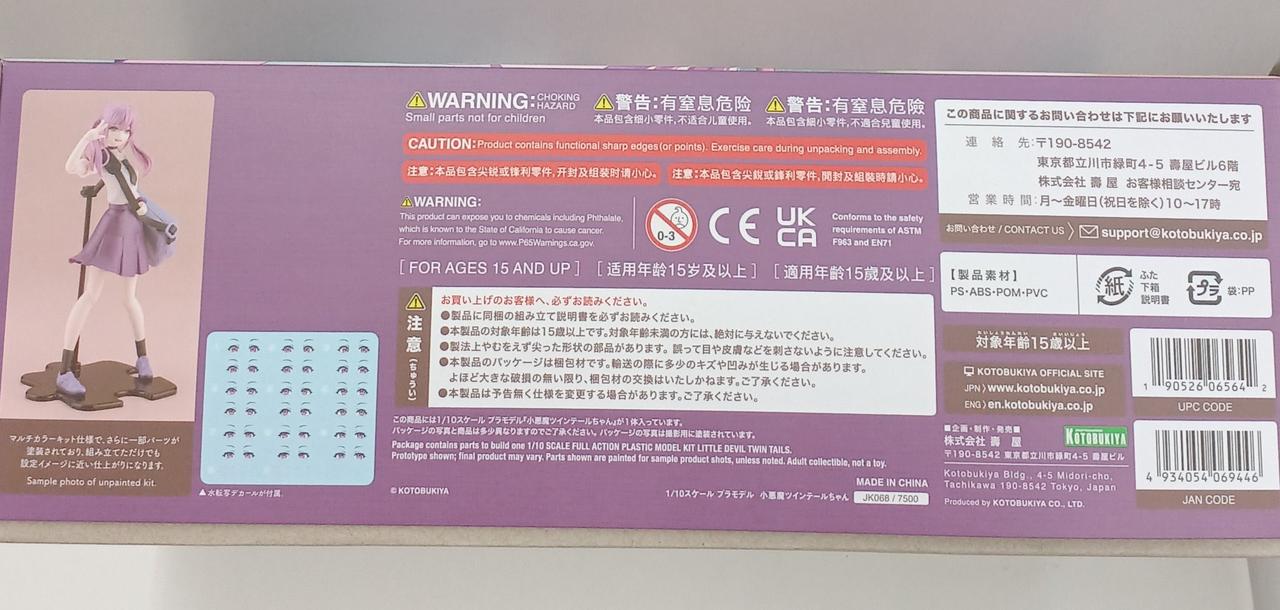 マルチカラーキット仕様で、さらに一部パーツが
塗装されており、組み立てただけでも
設定イメージに近い仕上がりになります。
Sample photo of unpainted kit.
▲水転写デカールが付属。
WARNING: CHOKING HAZARD
Small parts not for children
警告:有窒息危险
本品包含细小零件,不适合儿童使用。
警告:有窒息危險
本品包含細小零件,不適合兒童使用。
CAUTION:Product contains functional sharp edges(or points). Exercise care during unpacking and assembly.
注意:本品包含尖锐或锋利零件,开封及组装时请小心。
注意:本品包含尖銳或鋒利零件,開封及組裝時請小心。
WARNING:
This product can expose you to chemicals including Phthalate,
which is known to the State of California to cause cancer.
For more information, go to www.P65Warnings.ca.gov.
0-3
CE
UK
CA
Conforms to the safety
requirements of ASTM
F963 and EN71
[ FOR AGES 15 AND UP ] [ 适用年龄15岁及以上 ] [ 適用年齡15歲及以上 ]
注意
(ちゅうい)
お買い上げのお客様へ、必ずお読みください。
●製品に同梱の組み立て説明書を必ずお読みください。
●本製品の対象年齢は15歳以上です。対象年齢未満の方には、絶対に与えないでください。
●製法上やむをえず尖った形状の部品があります。誤って目や皮膚などを刺さないように注意してください。
●本製品のパッケージは梱包材です。輸送の際に多少のキズや凹みが生じる場合があります。
よほど大きな破損の無い限り、梱包材の交換はいたしかねます。ご了承ください。
●本製品は予告無く仕様を変更する場合があります。ご了承ください。
この商品には1/10スケール プラモデル「小悪魔ツインテールちゃん」が1体入っています。
パッケージの写真と商品は多少異なりますのでご了承ください。パッケージの写真は撮影用に塗装されています。
Package contains parts to build one 1/10 SCALE FULL ACTION PLASTIC MODEL KIT LITTLE DEVIL TWIN TAILS.
Prototype shown; final product may vary. Parts shown are painted for sample product shots, unless noted. Adult collectible, not a toy.
© KOTOBUKIYA
MADE IN CHINA
1/10スケール プラモデル 小悪魔ツインテールちゃん JK068 / 7500
この商品に関するお問い合わせは下記にお願いいたします
連絡先:〒190-8542
東京都立川市緑町4-5 壽屋ビル6階
株式会社 壽 屋 お客様相談センター宛
営業時間:月〜金曜日(祝日を除く)10〜17時
お問い合わせ / CONTACT US support@kotobukiya.co.jp
【製品素材】
PS・ABS・POM・PVC
紙
ふた
下箱
説明書
プラ
袋:PP
たいしょうねんれい さいいじょう
対象年齢15歳以上
KOTOBUKIYA OFFICIAL SITE
JPN www.kotobukiya.co.jp
ENG en.kotobukiya.co.jp
■企画・制作・発売■
株式会社 壽 屋
KOTOBUKIYA
〒190-8542 東京都立川市緑町4-5 壽屋ビル
Kotobukiya Bldg., 4-5 Midori-cho,
Tachikawa 190-8542 Tokyo, Japan
Produced by KOTOBUKIYA CO., LTD.
1 90526 06564 2
UPC CODE
4 934054 069446
JAN CODE